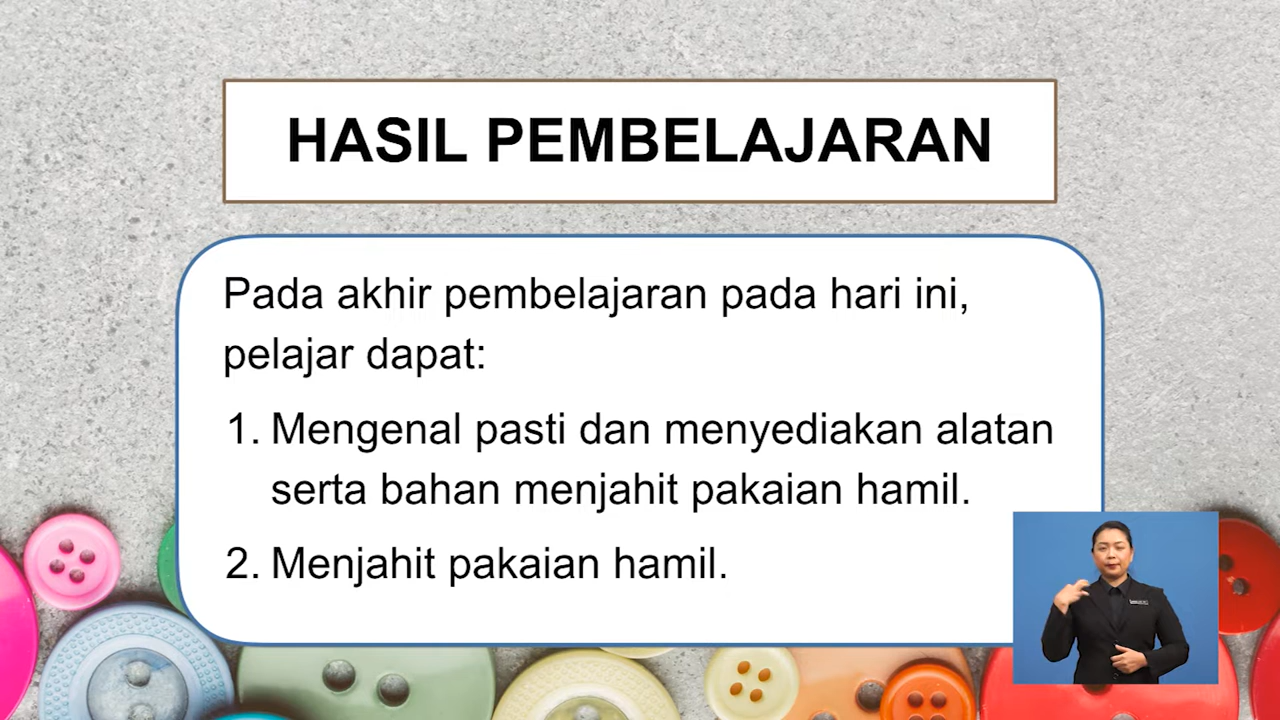 HASIL PEMBELAJARAN
Pada akhir pembelajaran pada hari ini,
pelajar dapat:
1. Mengenal pasti dan menyediakan alatan
serta bahan menjahit pakaian hamil.
2. Menjahit pakaian hamil.